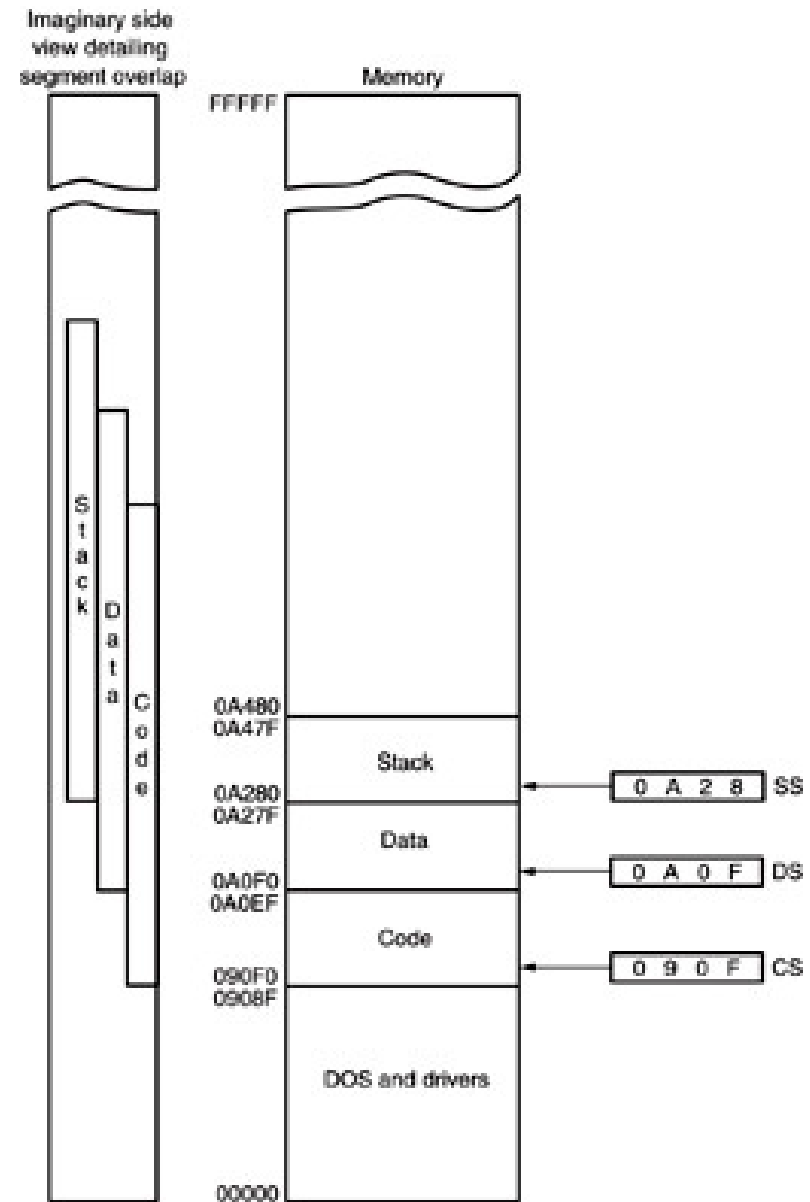 Imaginary side
view detailing
segment overlap
Memory
FFFFF
Stack
Data
Code
0A480
0A47F
Stack
0A280
0A27F
Data
0A0F0
0A0EF
Code
090F0
0908F
DOS and drivers
00000
0 A 2 8 SS
0 A 0 F DS
0 9 0 F CS